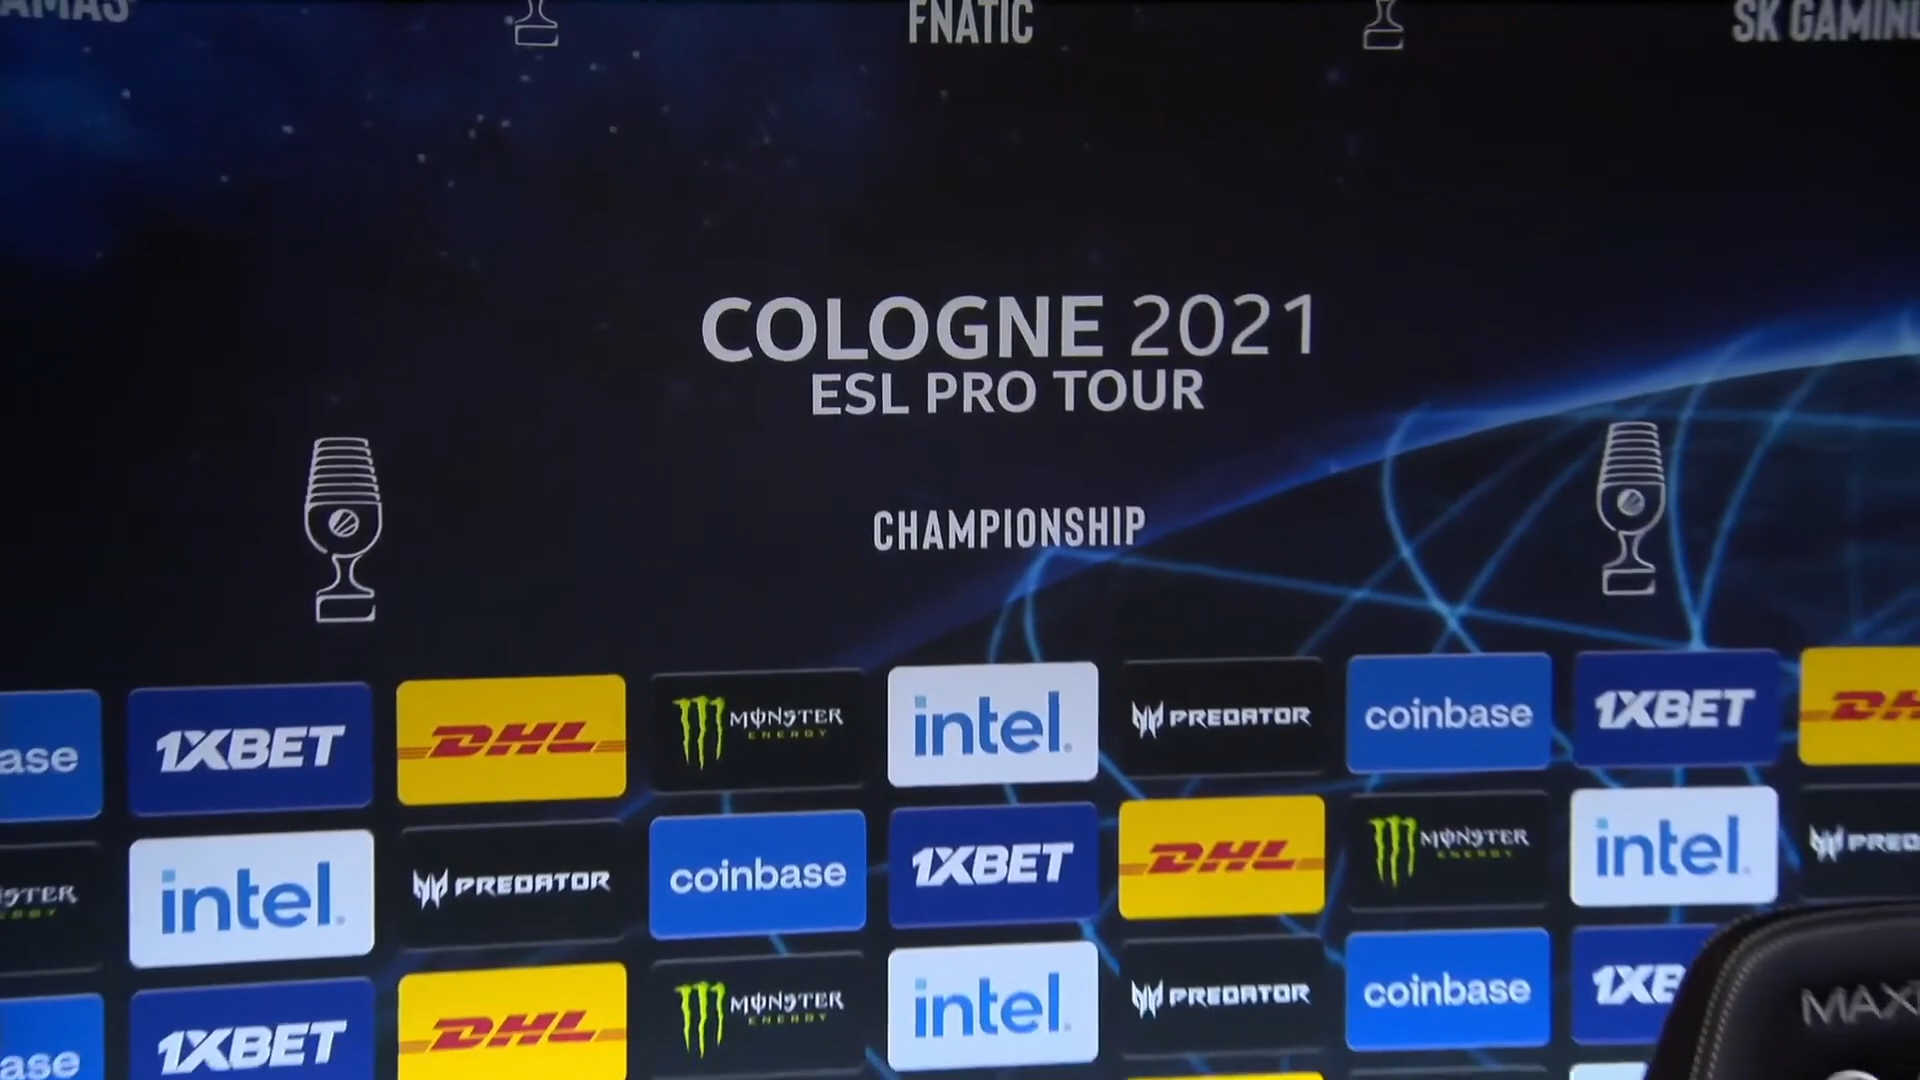 FNATIC
SK GAMING
COLOGNE 2021
ESL PRO TOUR
CHAMPIONSHIP
1XBET DHL MONSTER ENERGY intel. PREDATOR coinbase 1XBET
intel. PREDATOR coinbase 1XBET DHL MONSTER ENERGY intel.
1XBET DHL MONSTER ENERGY intel. PREDATOR coinbase